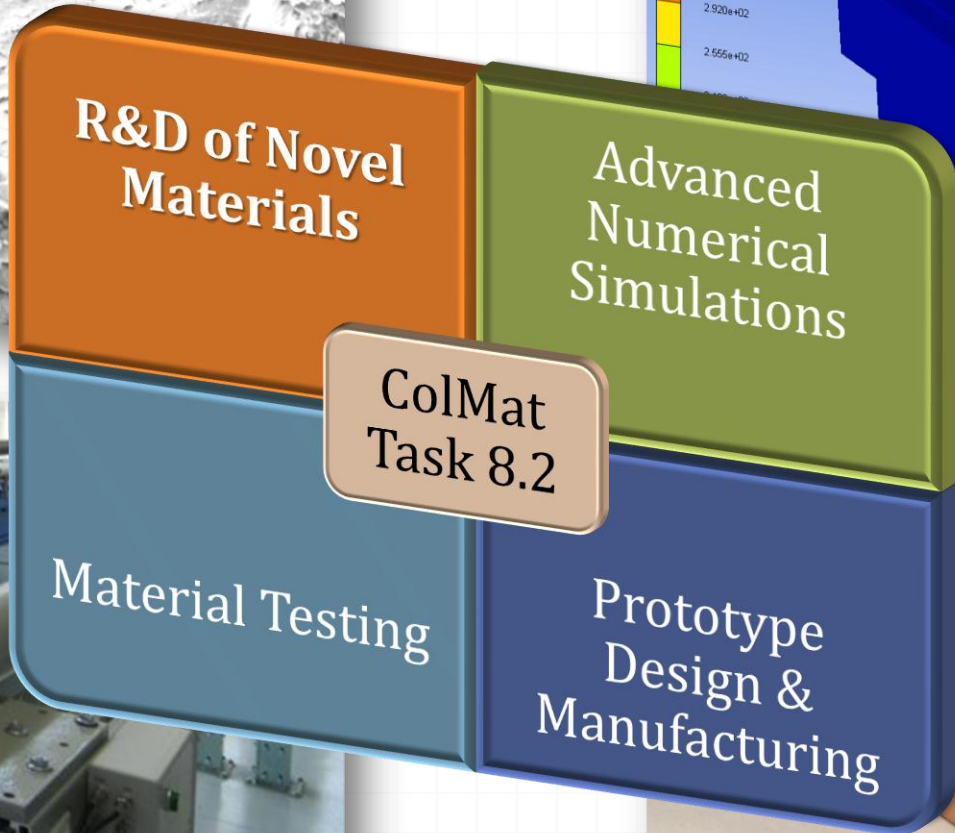 2.920e+02
2.555e+02
R&D of Novel
Materials
Advanced
Numerical
Simulations
ColMat
Task 8.2
Material Testing
Prototype
Design &
Manufacturing